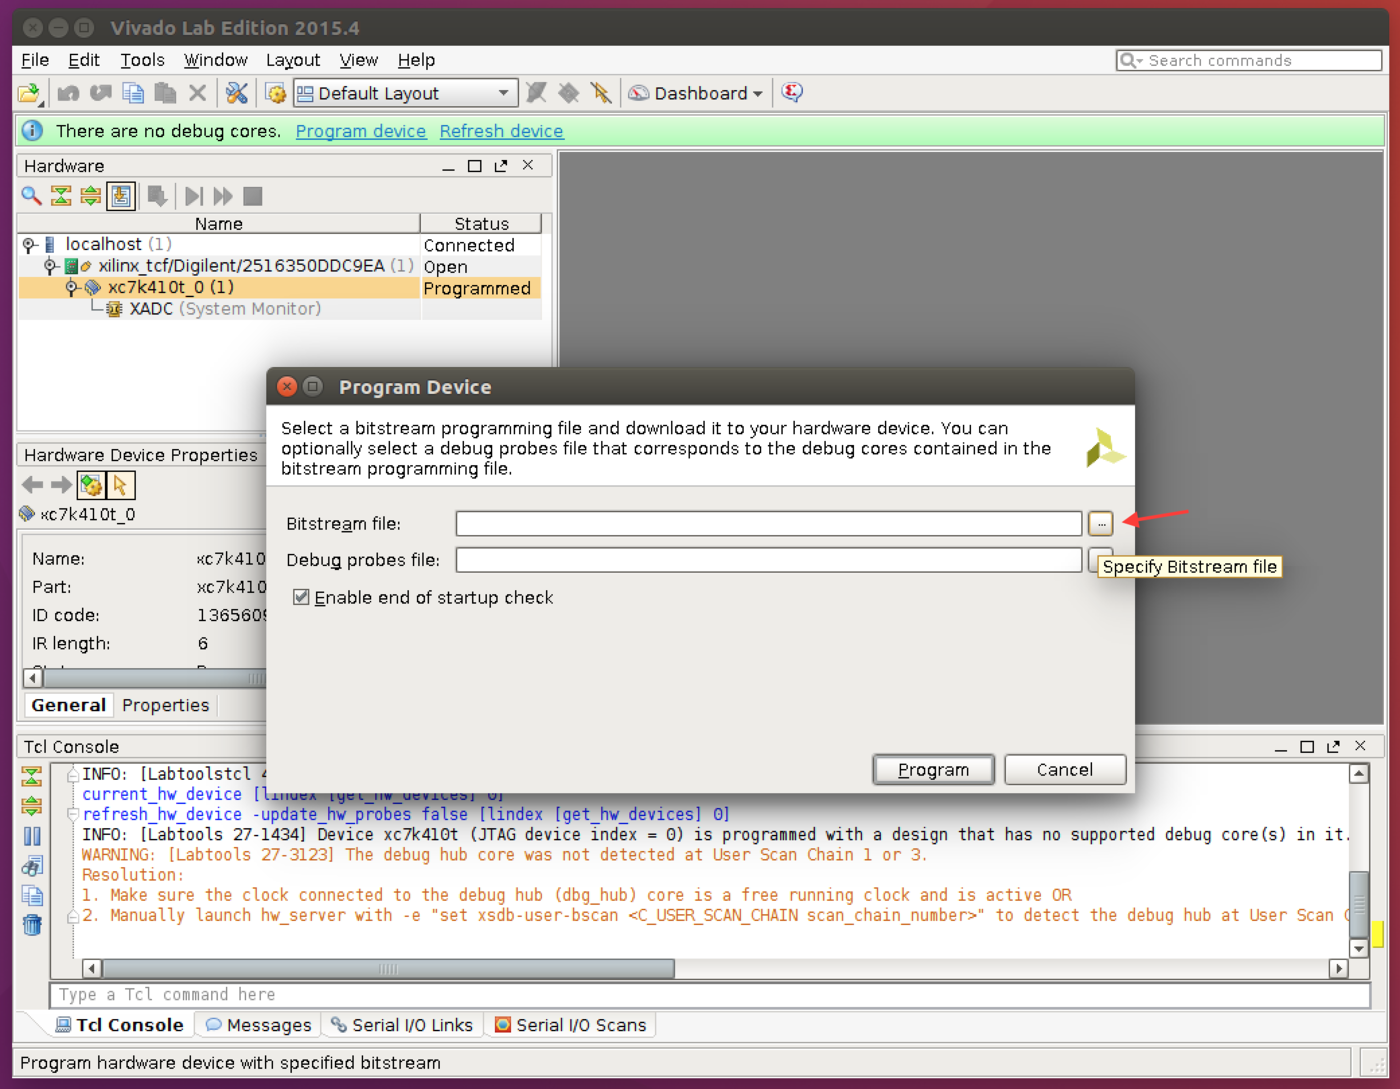 Vivado Lab Edition 2015.4
File Edit Tools Window Layout View Help
Search commands
Default Layout
Dashboard
There are no debug cores. Program device Refresh device
Hardware
Name Status
localhost (1) Connected
xilinx_tcf/Digilent/2516350DDC9EA (1) Open
xc7k410t_0 (1) Programmed
XADC (System Monitor)
Program Device
Select a bitstream programming file and download it to your hardware device. You can
optionally select a debug probes file that corresponds to the debug cores contained in the
bitstream programming file.
Bitstream file: ...
Debug probes file:
Specify Bitstream file
Enable end of startup check
Program Cancel
Hardware Device Properties
xc7k410t_0
Name: xc7k410
Part: xc7k410
ID code: 1365609
IR length: 6
General Properties
Tcl Console
INFO: [Labtoolstcl 4
current_hw_device [lindex [get_hw_devices] 0]
refresh_hw_device -update_hw_probes false [lindex [get_hw_devices] 0]
INFO: [Labtools 27-1434] Device xc7k410t (JTAG device index = 0) is programmed with a design that has no supported debug core(s) in it.
WARNING: [Labtools 27-3123] The debug hub core was not detected at User Scan Chain 1 or 3.
Resolution:
1. Make sure the clock connected to the debug hub (dbg_hub) core is a free running clock and is active OR
2. Manually launch hw_server with -e "set xsdb-user-bscan <C_USER_SCAN_CHAIN scan_chain_number>" to detect the debug hub at User Scan
Type a Tcl command here
Tcl Console Messages Serial I/O Links Serial I/O Scans
Program hardware device with specified bitstream